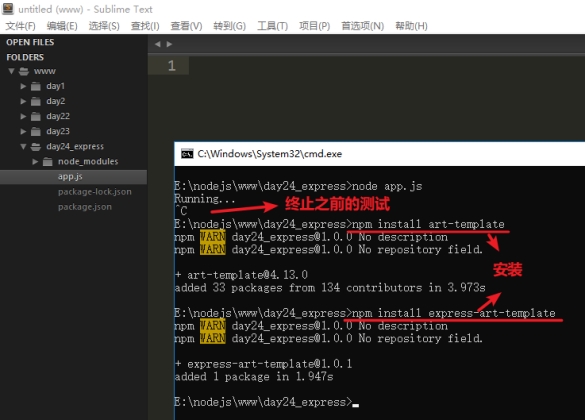 untitled (www) - Sublime Text
文件(F) 编辑(E) 选择(S) 查找(I) 查看(V) 转到(G) 工具(T) 项目(P) 首选项(N) 帮助(H)
OPEN FILES
FOLDERS
www
day1
day2
day22
day23
day24_express
node_modules
app.js
package-lock.json
package.json
1
C:\Windows\System32\cmd.exe
E:\nodejs\www\day24_express>node app.js
Running...
^C
终止之前的测试
E:\nodejs\www\day24_express>npm install art-template
npm WARN day24_express@1.0.0 No description
npm WARN day24_express@1.0.0 No repository field.
+ art-template@4.13.0
added 33 packages from 134 contributors in 3.973s
安装
E:\nodejs\www\day24_express>npm install express-art-template
npm WARN day24_express@1.0.0 No description
npm WARN day24_express@1.0.0 No repository field.
+ express-art-template@1.0.1
added 1 package in 1.947s
E:\nodejs\www\day24_express>